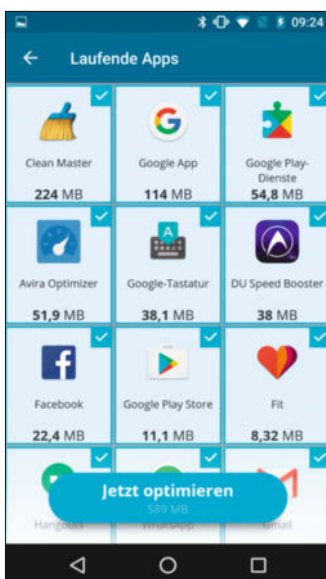 09:24
Laufende Apps
Clean Master
224 MB
Google App
114 MB
Google Play-
Dienste
54,8 MB
Avira Optimizer
51,9 MB
Google-Tastatur
38,1 MB
DU Speed Booster
38 MB
Facebook
22,4 MB
Google Play Store
11,1 MB
Fit
8,32 MB
Jetzt optimieren
589 MB
Hangouts
WhatsApp
Gmail